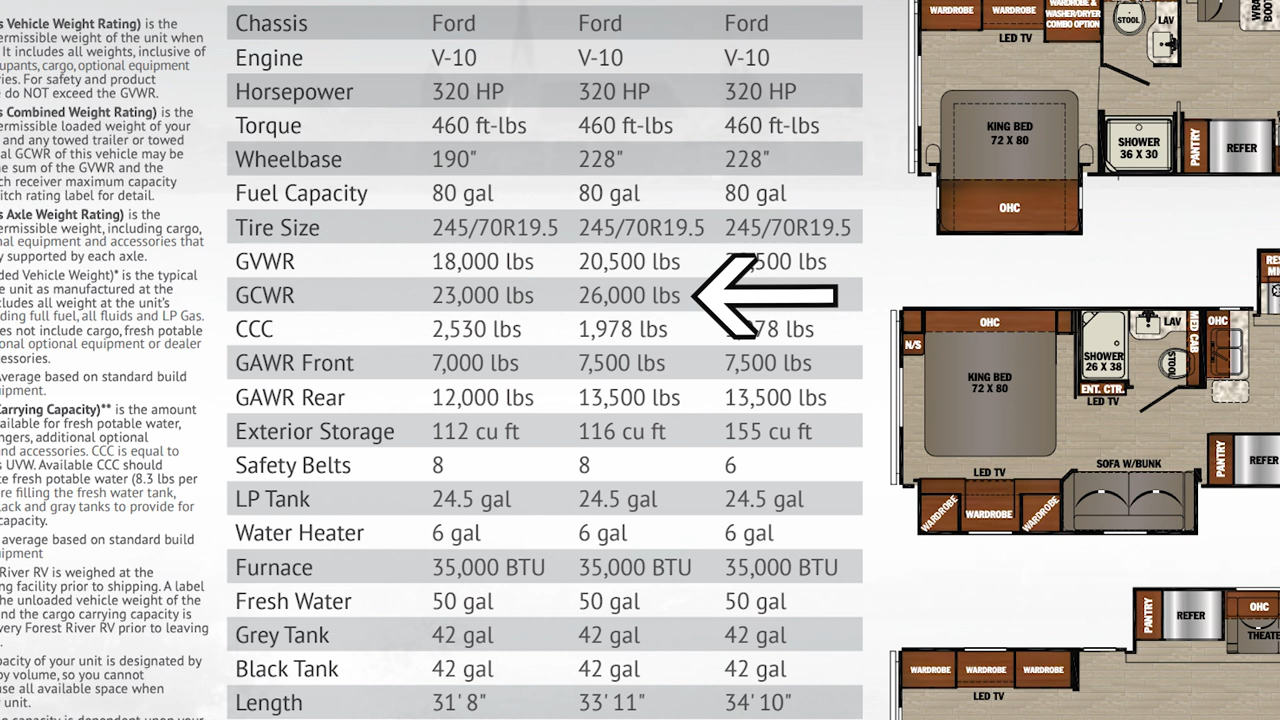 s Vehicle Weight Rating) is the
ermissible weight of the unit when
It includes all weights, inclusive of
upants, cargo, optional equipment
ries. For safety and product
e do NOT exceed the GVWR.
s Combined Weight Rating) is the
ermissible loaded weight of your
and any towed trailer or towed
al GCWR of this vehicle may be
e sum of the GVWR and the
ch receiver maximum capacity
itch rating label for detail.
s Axle Weight Rating) is the
ermissible weight, including cargo,
nal equipment and accessories that
y supported by each axle.
ded Vehicle Weight)* is the typical
e unit as manufactured at the
cludes all weight at the unit's
ding full fuel, all fluids and LP Gas.
es not include cargo, fresh potable
onal optional equipment or dealer
essories.
verage based on standard build
uipment.
Carrying Capacity)** is the amount
ailable for fresh potable water,
ngers, additional optional
nd accessories. CCC is equal to
s UVW. Available CCC should
te fresh potable water (8.3 lbs per
re filling the fresh water tank,
lack and gray tanks to provide for
capacity.
average based on standard build
uipment
River RV is weighed at the
ng facility prior to shipping. A label
he unloaded vehicle weight of the
nd the cargo carrying capacity is
very Forest River RV prior to leaving
pacity of your unit is designated by
by volume, so you cannot
use all available space when
unit.
Chassis Ford Ford Ford
Engine V-10 V-10 V-10
Horsepower 320 HP 320 HP 320 HP
Torque 460 ft-lbs 460 ft-lbs 460 ft-lbs
Wheelbase 190" 228" 228"
Fuel Capacity 80 gal 80 gal 80 gal
Tire Size 245/70R19.5 245/70R19.5 245/70R19.5
GVWR 18,000 lbs 20,500 lbs ,500 lbs
GCWR 23,000 lbs 26,000 lbs
CCC 2,530 lbs 1,978 lbs 78 lbs
GAWR Front 7,000 lbs 7,500 lbs 7,500 lbs
GAWR Rear 12,000 lbs 13,500 lbs 13,500 lbs
Exterior Storage 112 cu ft 116 cu ft 155 cu ft
Safety Belts 8 8 6
LP Tank 24.5 gal 24.5 gal 24.5 gal
Water Heater 6 gal 6 gal 6 gal
Furnace 35,000 BTU 35,000 BTU 35,000 BTU
Fresh Water 50 gal 50 gal 50 gal
Grey Tank 42 gal 42 gal 42 gal
Black Tank 42 gal 42 gal 42 gal
Length 31' 8" 33' 11" 34' 10"
WARDROBE WARDROBE
WARDROBE &
WASHER/DRYER
COMBO OPTION
LED TV
STOOL LAV
KING BED
72 X 80
SHOWER
36 X 30
PANTRY
REFER
OHC
OHC
N/S
KING BED
72 X 80
SHOWER
26 X 38
LAV
STOOL
MED CAB
OHC
ENT. CTR.
LED TV
LED TV
SOFA W/BUNK
PANTRY
REFER
WARDROBE WARDROBE WARDROBE
PANTRY
REFER
OHC
THEATE
WARDROBE WARDROBE WARDROBE
LED TV